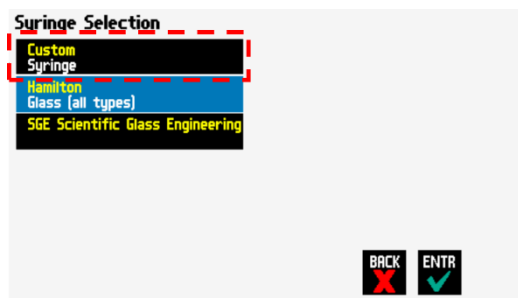 Syringe Selection
Custom
Syringe
Hamilton
Glass (all types)
SGE Scientific Glass Engineering
BACK ENTR